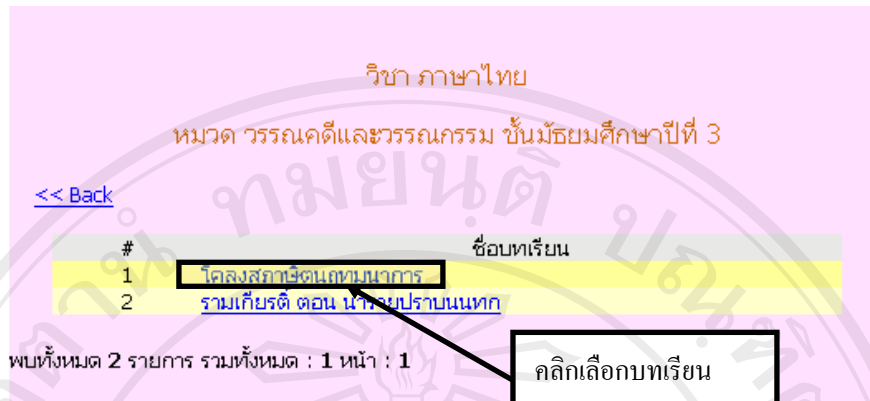 วิชา ภาษาไทย
หมวด วรรณคดีและวรรณกรรม ชั้นมัธยมศึกษาปีที่ 3
<< Back
# ชื่อบทเรียน
1 โคลงสภาษิตนฤทุมนาการ
2 รามเกียรติ์ ตอน นารายปราบนนทก
พบทั้งหมด 2 รายการ รวมทั้งหมด : 1 หน้า : 1
คลิกเลือกบทเรียน